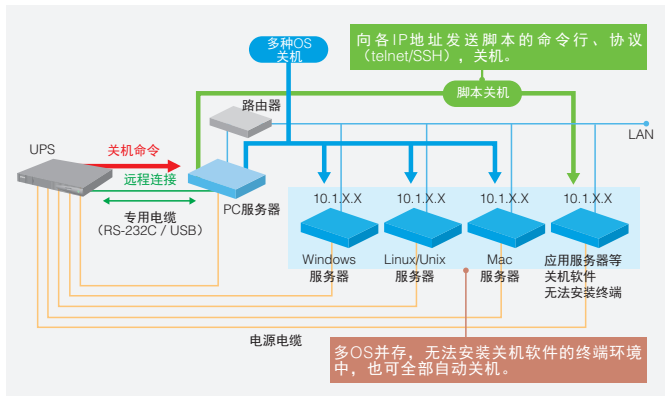 多种OS
关机
向各IP地址发送脚本的命令行、协议
（telnet/SSH），关机。
脚本关机
路由器
LAN
UPS
关机命令
远程连接
PC服务器
专用电缆
（RS-232C / USB）
10.1.X.X
10.1.X.X
10.1.X.X
10.1.X.X
Windows
服务器
Linux/Unix
服务器
Mac
服务器
应用服务器等
关机软件
无法安装终端
电源电缆
多OS并存，无法安装关机软件的终端环境
中，也可全部自动关机。